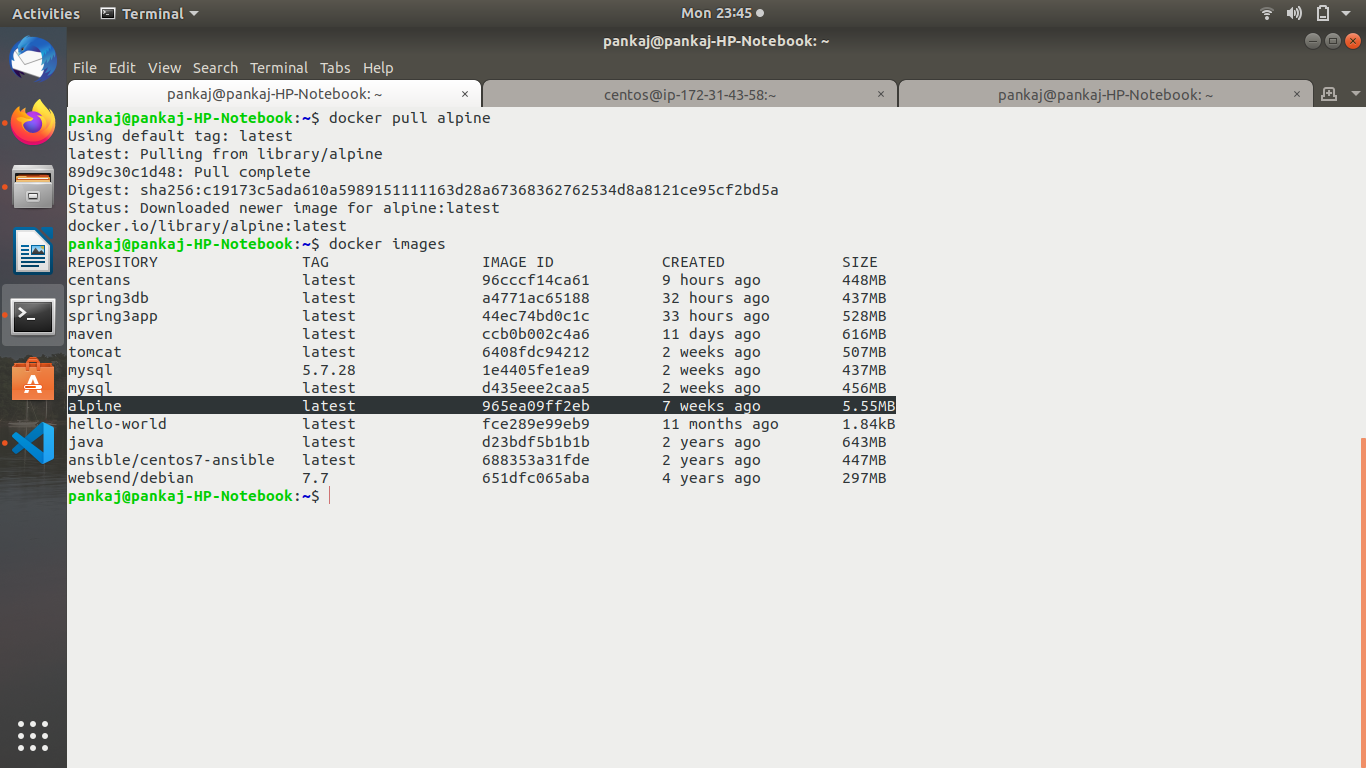 Activities Terminal Mon 23:45
pankaj@pankaj-HP-Notebook: ~
File Edit View Search Terminal Tabs Help
pankaj@pankaj-HP-Notebook: ~ × centos@ip-172-31-43-58:~ × pankaj@pankaj-HP-Notebook: ~ ×
pankaj@pankaj-HP-Notebook:~$ docker pull alpine
Using default tag: latest
latest: Pulling from library/alpine
89d9c30c1d48: Pull complete
Digest: sha256:c19173c5ada610a5989151111163d28a67368362762534d8a8121ce95cf2bd5a
Status: Downloaded newer image for alpine:latest
docker.io/library/alpine:latest
pankaj@pankaj-HP-Notebook:~$ docker images
REPOSITORY TAG IMAGE ID CREATED SIZE
centans latest 96cccf14ca61 9 hours ago 448MB
spring3db latest a4771ac65188 32 hours ago 437MB
spring3app latest 44ec74bd0c1c 33 hours ago 528MB
maven latest ccb0b002c4a6 11 days ago 616MB
tomcat latest 6408fdc94212 2 weeks ago 507MB
mysql 5.7.28 1e4405fe1ea9 2 weeks ago 437MB
mysql latest d435eee2caa5 2 weeks ago 456MB
alpine latest 965ea09ff2eb 7 weeks ago 5.55MB
hello-world latest fce289e99eb9 11 months ago 1.84kB
java latest d23bdf5b1b1b 2 years ago 643MB
ansible/centos7-ansible latest 688353a31fde 2 years ago 447MB
websend/debian 7.7 651dfc065aba 4 years ago 297MB
pankaj@pankaj-HP-Notebook:~$